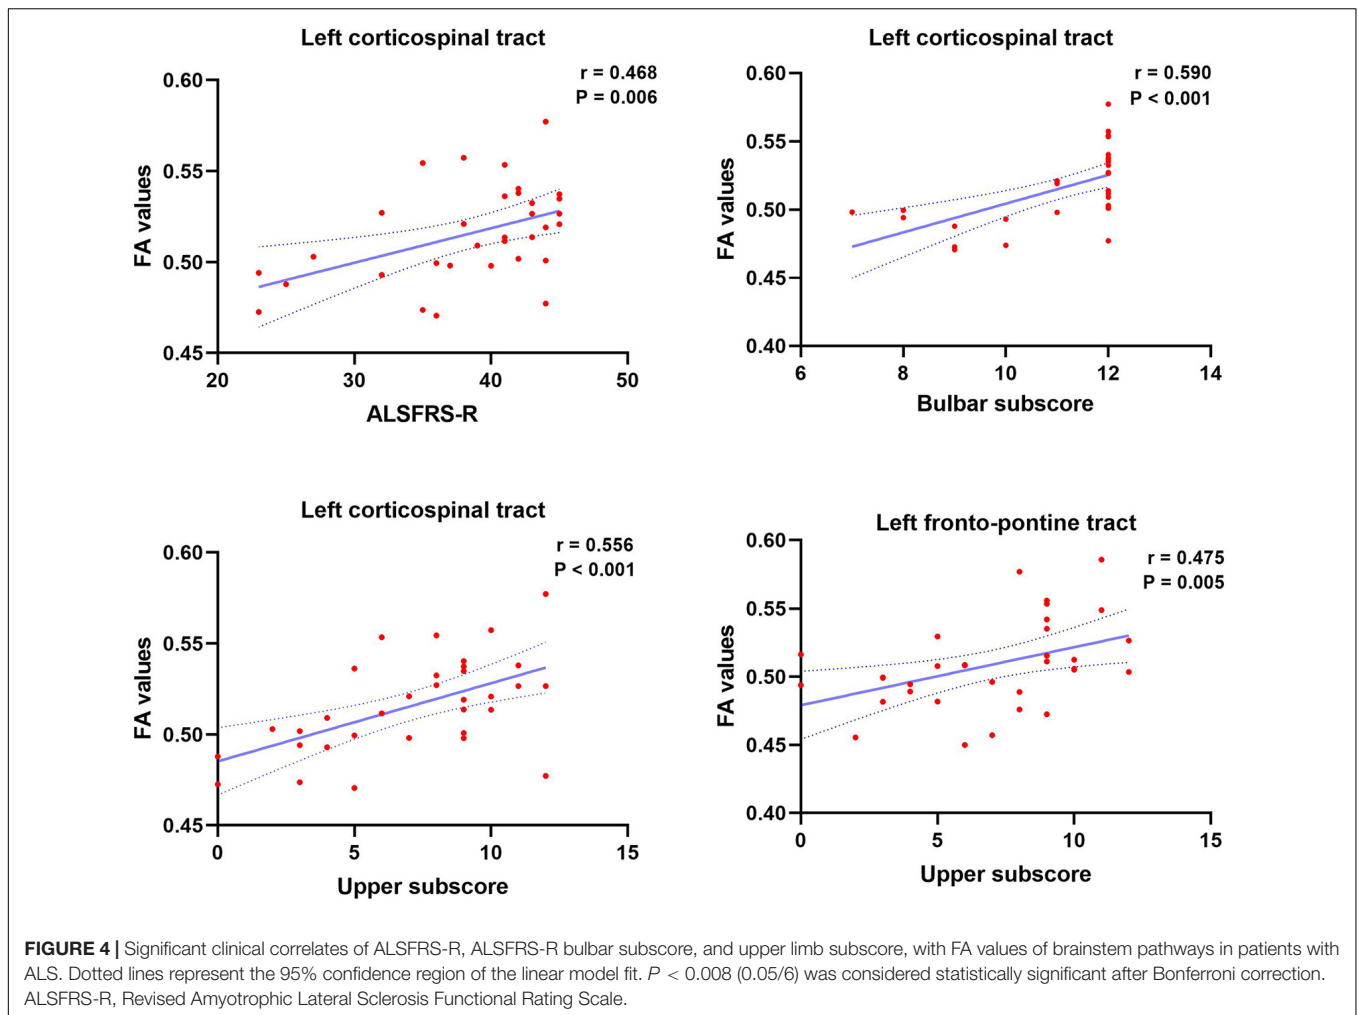 Left corticospinal tract
r = 0.468
P = 0.006
0.60
0.55
0.50
0.45
FA values
20
30
40
50
ALSFRS-R
Left corticospinal tract
r = 0.590
P < 0.001
0.60
0.55
0.50
0.45
0.40
FA values
6
8
10
12
14
Bulbar subscore
Left corticospinal tract
r = 0.556
P < 0.001
0.60
0.55
0.50
0.45
FA values
0
5
10
15
Upper subscore
Left fronto-pontine tract
r = 0.475
P = 0.005
0.60
0.55
0.50
0.45
0.40
FA values
0
5
10
15
Upper subscore
FIGURE 4 | Significant clinical correlates of ALSFRS-R, ALSFRS-R bulbar subscore, and upper limb subscore, with FA values of brainstem pathways in patients with
ALS. Dotted lines represent the 95% confidence region of the linear model fit. P < 0.008 (0.05/6) was considered statistically significant after Bonferroni correction.
ALSFRS-R, Revised Amyotrophic Lateral Sclerosis Functional Rating Scale.